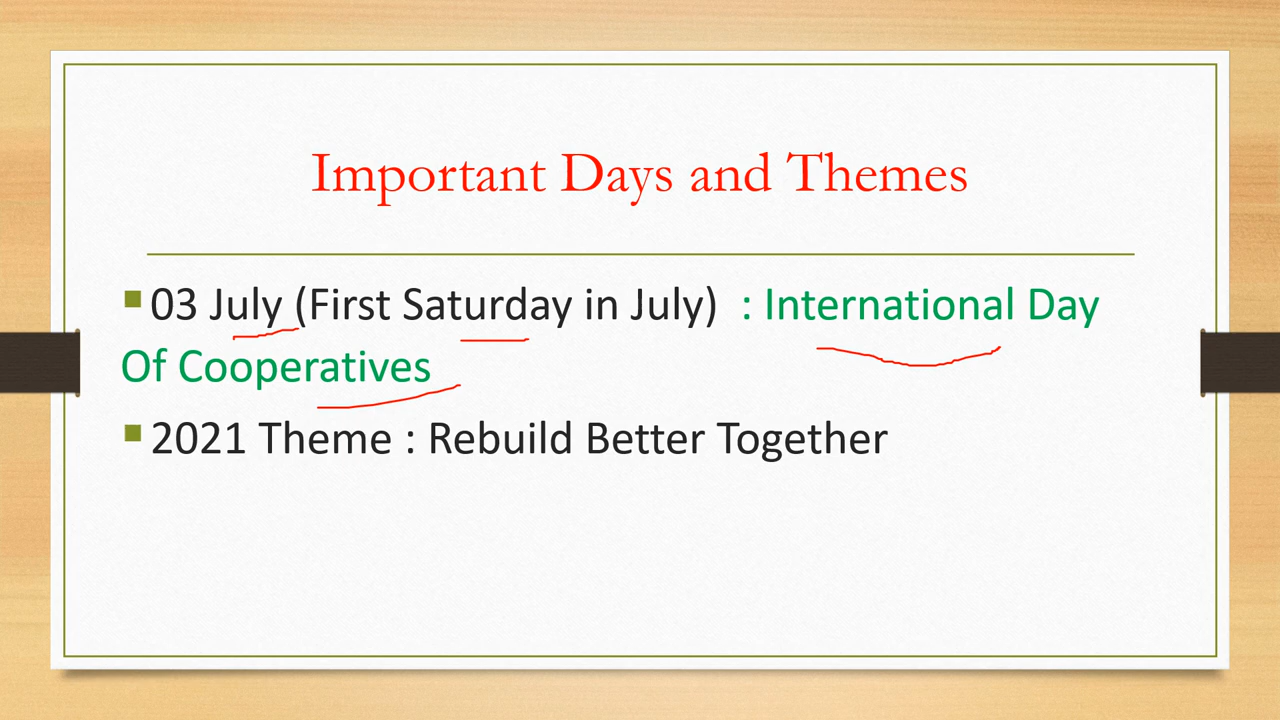 Important Days and Themes
▪03 July (First Saturday in July) : International Day
Of Cooperatives
▪2021 Theme : Rebuild Better Together